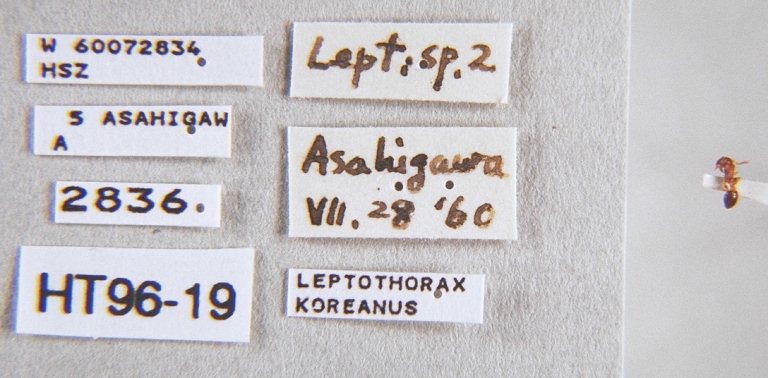 W 60072834
HSZ
5 ASAHIGAW
A
2836.
HT96-19
Lept. sp. 2
Asahigawa
VII. 28 '60
LEPTOTHORAX
KOREANUS